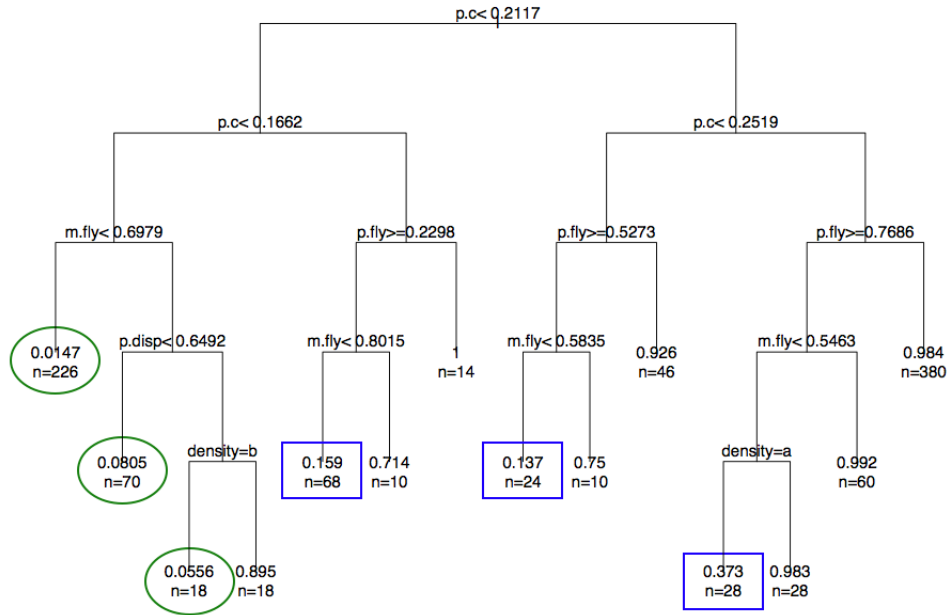 p.c< 0.2117
p.c< 0.1662
p.c< 0.2519
m.fly< 0.6979
p.fly>=0.2298
p.fly>=0.5273
p.fly>=0.7686
0.0147
n=226
p.disp< 0.6492
m.fly< 0.8015
1
n=14
m.fly< 0.5835
0.926
n=46
m.fly< 0.5463
0.984
n=380
0.0805
n=70
density=b
0.159
n=68
0.714
n=10
0.137
n=24
0.75
n=10
density=a
0.992
n=60
0.0556
n=18
0.895
n=18
0.373
n=28
0.983
n=28